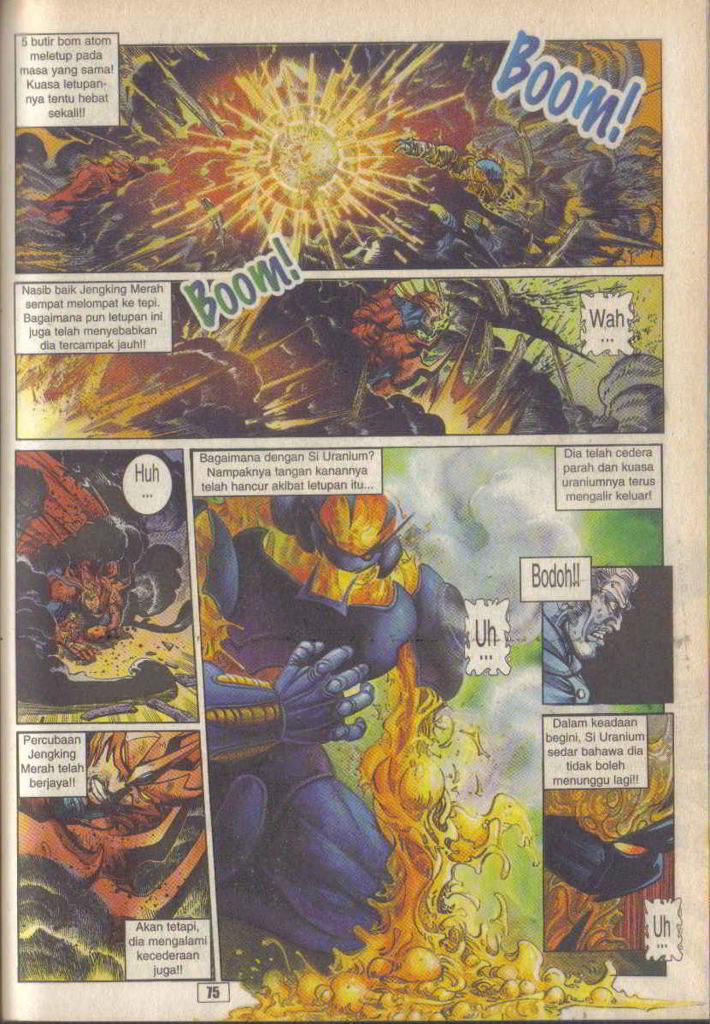 5 butir bom atom
meletup pada
masa yang sama!
Kuasa letupan-
nya tentu hebat
sekali!!
Boom!
Nasib baik Jengking Merah
sempat melompat ke tepi.
Bagaimana pun letupan ini
juga telah menyebabkan
dia tercampak jauh!!
Boom!
Wah
...
Huh
...
Bagaimana dengan Si Uranium?
Nampaknya tangan kanannya
telah hancur akibat letupan itu...
Dia telah cedera
parah dan kuasa
uraniumnya terus
mengalir keluar!
Bodoh!!
Uh
...
Percubaan
Jengking
Merah telah
berjaya!!
Akan tetapi,
dia mengalami
kecederaan
juga!!
Dalam keadaan
begini, Si Uranium
sedar bahawa dia
tidak boleh
menunggu lagi!!
Uh
...
75